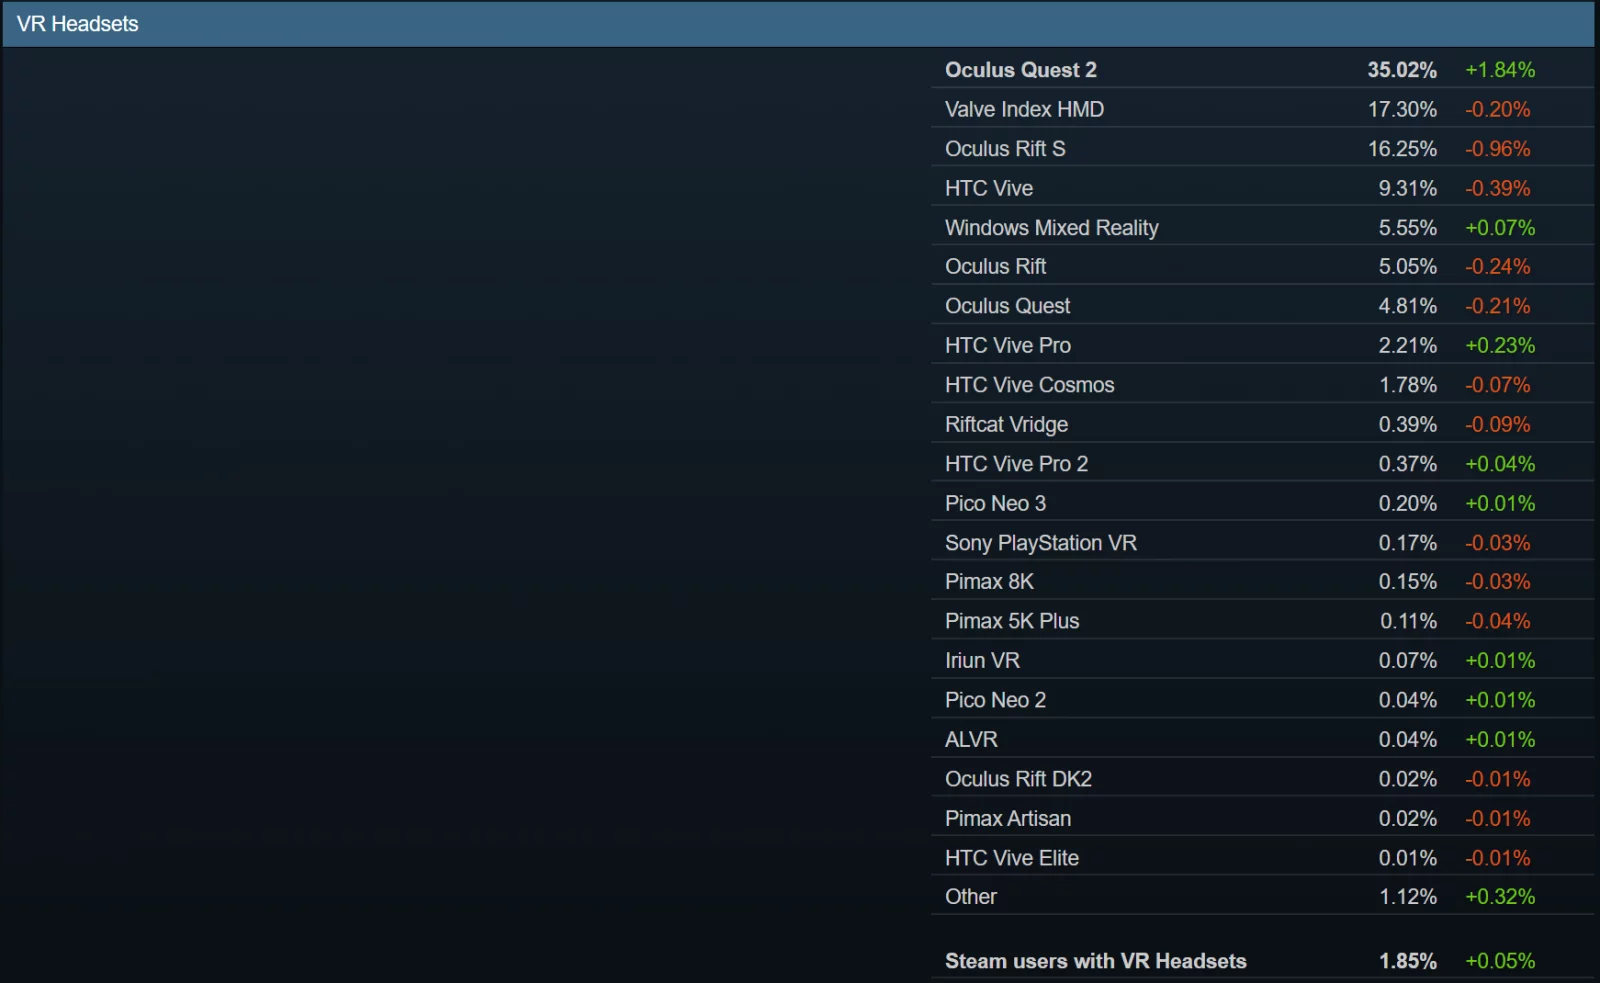 VR Headsets
Oculus Quest 2 35.02% +1.84%
Valve Index HMD 17.30% -0.20%
Oculus Rift S 16.25% -0.96%
HTC Vive 9.31% -0.39%
Windows Mixed Reality 5.55% +0.07%
Oculus Rift 5.05% -0.24%
Oculus Quest 4.81% -0.21%
HTC Vive Pro 2.21% +0.23%
HTC Vive Cosmos 1.78% -0.07%
Riftcat Vridge 0.39% -0.09%
HTC Vive Pro 2 0.37% +0.04%
Pico Neo 3 0.20% +0.01%
Sony PlayStation VR 0.17% -0.03%
Pimax 8K 0.15% -0.03%
Pimax 5K Plus 0.11% -0.04%
Iriun VR 0.07% +0.01%
Pico Neo 2 0.04% +0.01%
ALVR 0.04% +0.01%
Oculus Rift DK2 0.02% -0.01%
Pimax Artisan 0.02% -0.01%
HTC Vive Elite 0.01% -0.01%
Other 1.12% +0.32%
Steam users with VR Headsets 1.85% +0.05%